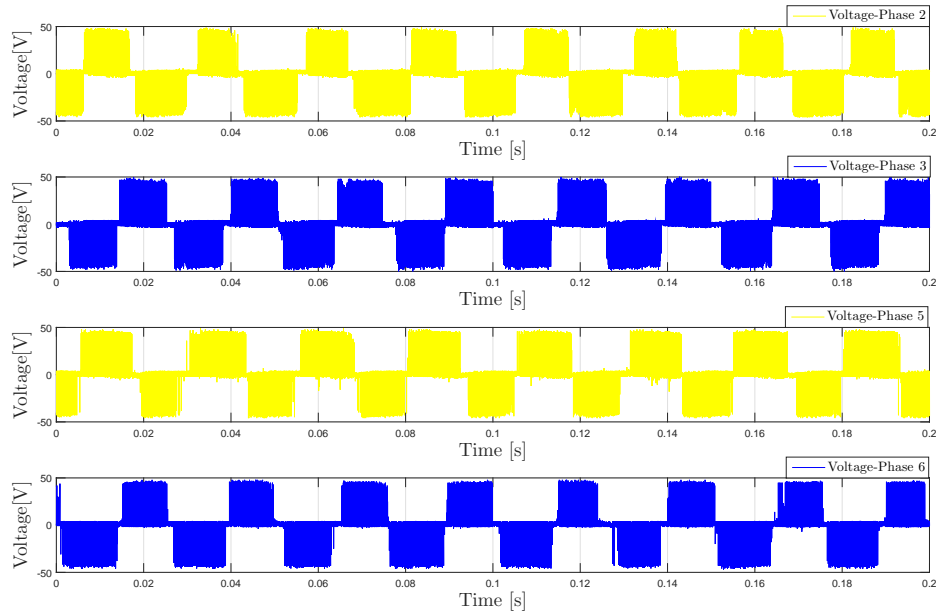 Voltage-Phase 2
Voltage[V]
50
0
-50
0 0.02 0.04 0.06 0.08 0.1 0.12 0.14 0.16 0.18 0.2
Time [s]
Voltage-Phase 3
Voltage[V]
50
0
-50
0 0.02 0.04 0.06 0.08 0.1 0.12 0.14 0.16 0.18 0.2
Time [s]
Voltage-Phase 5
Voltage[V]
50
0
-50
0 0.02 0.04 0.06 0.08 0.1 0.12 0.14 0.16 0.18 0.2
Time [s]
Voltage-Phase 6
Voltage[V]
50
0
-50
0 0.02 0.04 0.06 0.08 0.1 0.12 0.14 0.16 0.18 0.2
Time [s]